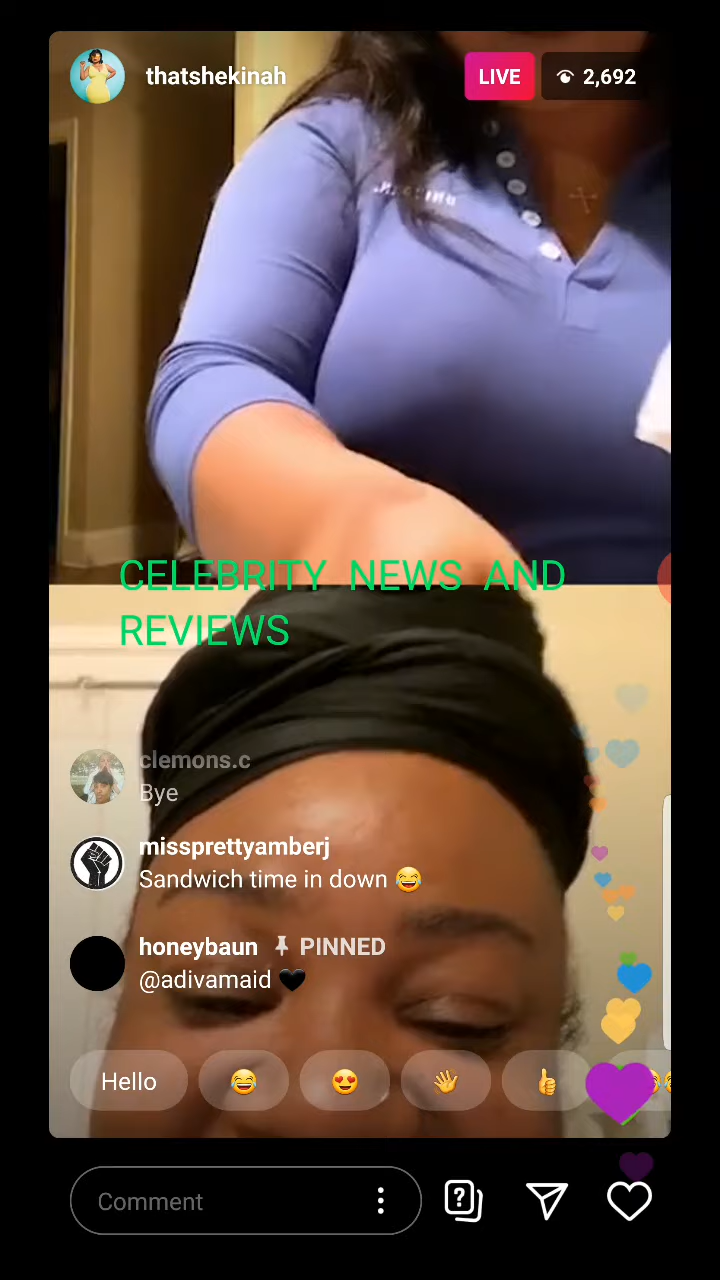 thatshekinah
LIVE
2,692
CELEBRITY NEWS AND
REVIEWS
clemons.c
Bye
missprettyamberj
Sandwich time in down 😂
honeybaun PINNED
@adivamaid 🖤
Hello 😂 😍 👋 👍
Comment